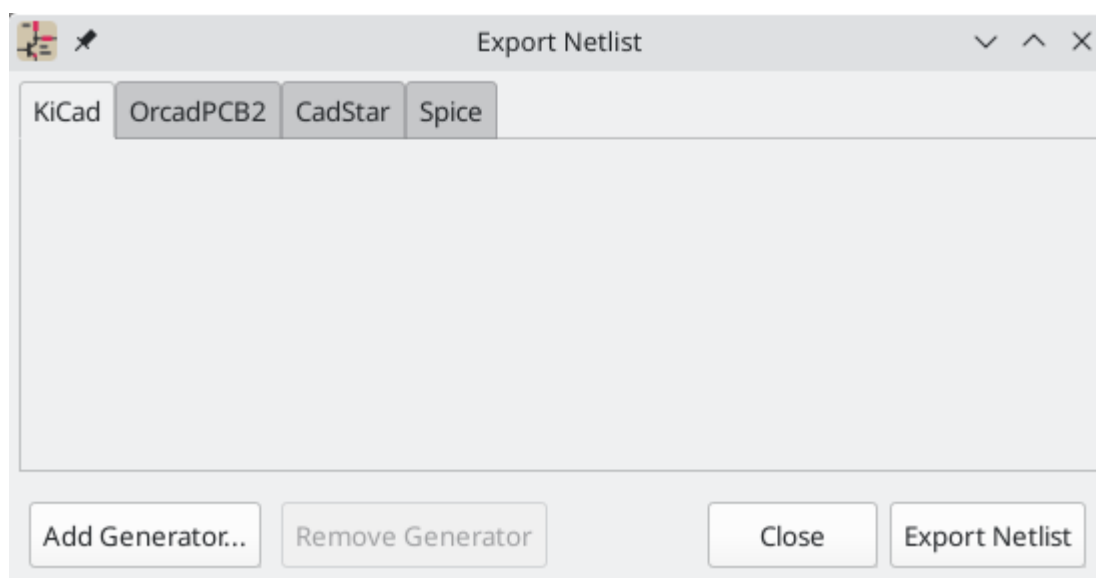 Export Netlist
KiCad OrcadPCB2 CadStar Spice
Add Generator... Remove Generator Close Export Netlist